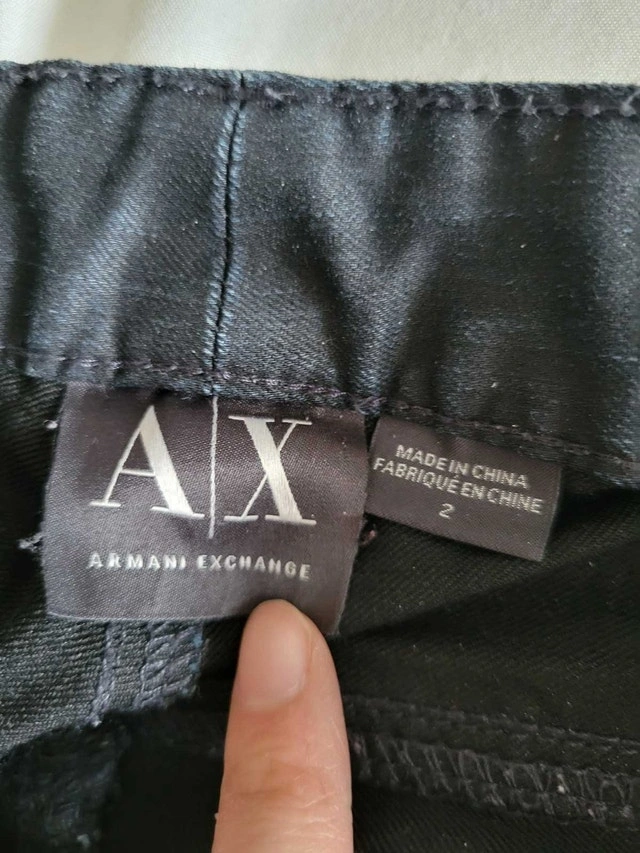 A|X
ARMANI EXCHANGE
MADE IN CHINA
FABRIQUÉ EN CHINE
2